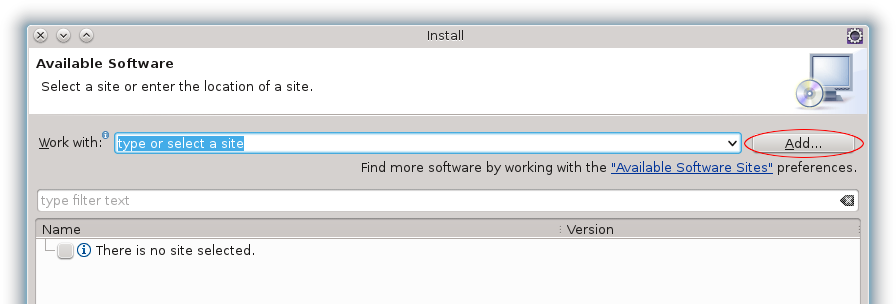 Install
Available Software
Select a site or enter the location of a site.
Work with: type or select a site Add...
Find more software by working with the "Available Software Sites" preferences.
type filter text
Name Version
There is no site selected.